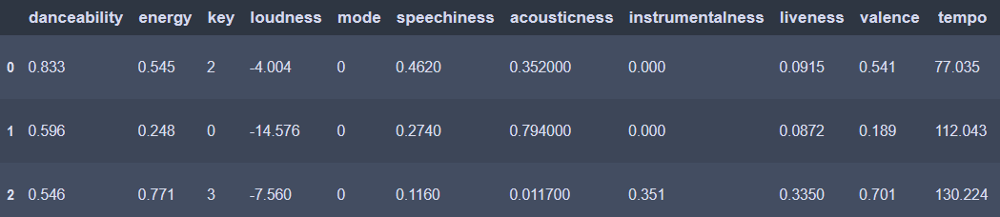 danceability energy key loudness mode speechiness acousticness instrumentalness liveness valence tempo
0 0.833 0.545 2 -4.004 0 0.4620 0.352000 0.000 0.0915 0.541 77.035
1 0.596 0.248 0 -14.576 0 0.2740 0.794000 0.000 0.0872 0.189 112.043
2 0.546 0.771 3 -7.560 0 0.1160 0.011700 0.351 0.3350 0.701 130.224